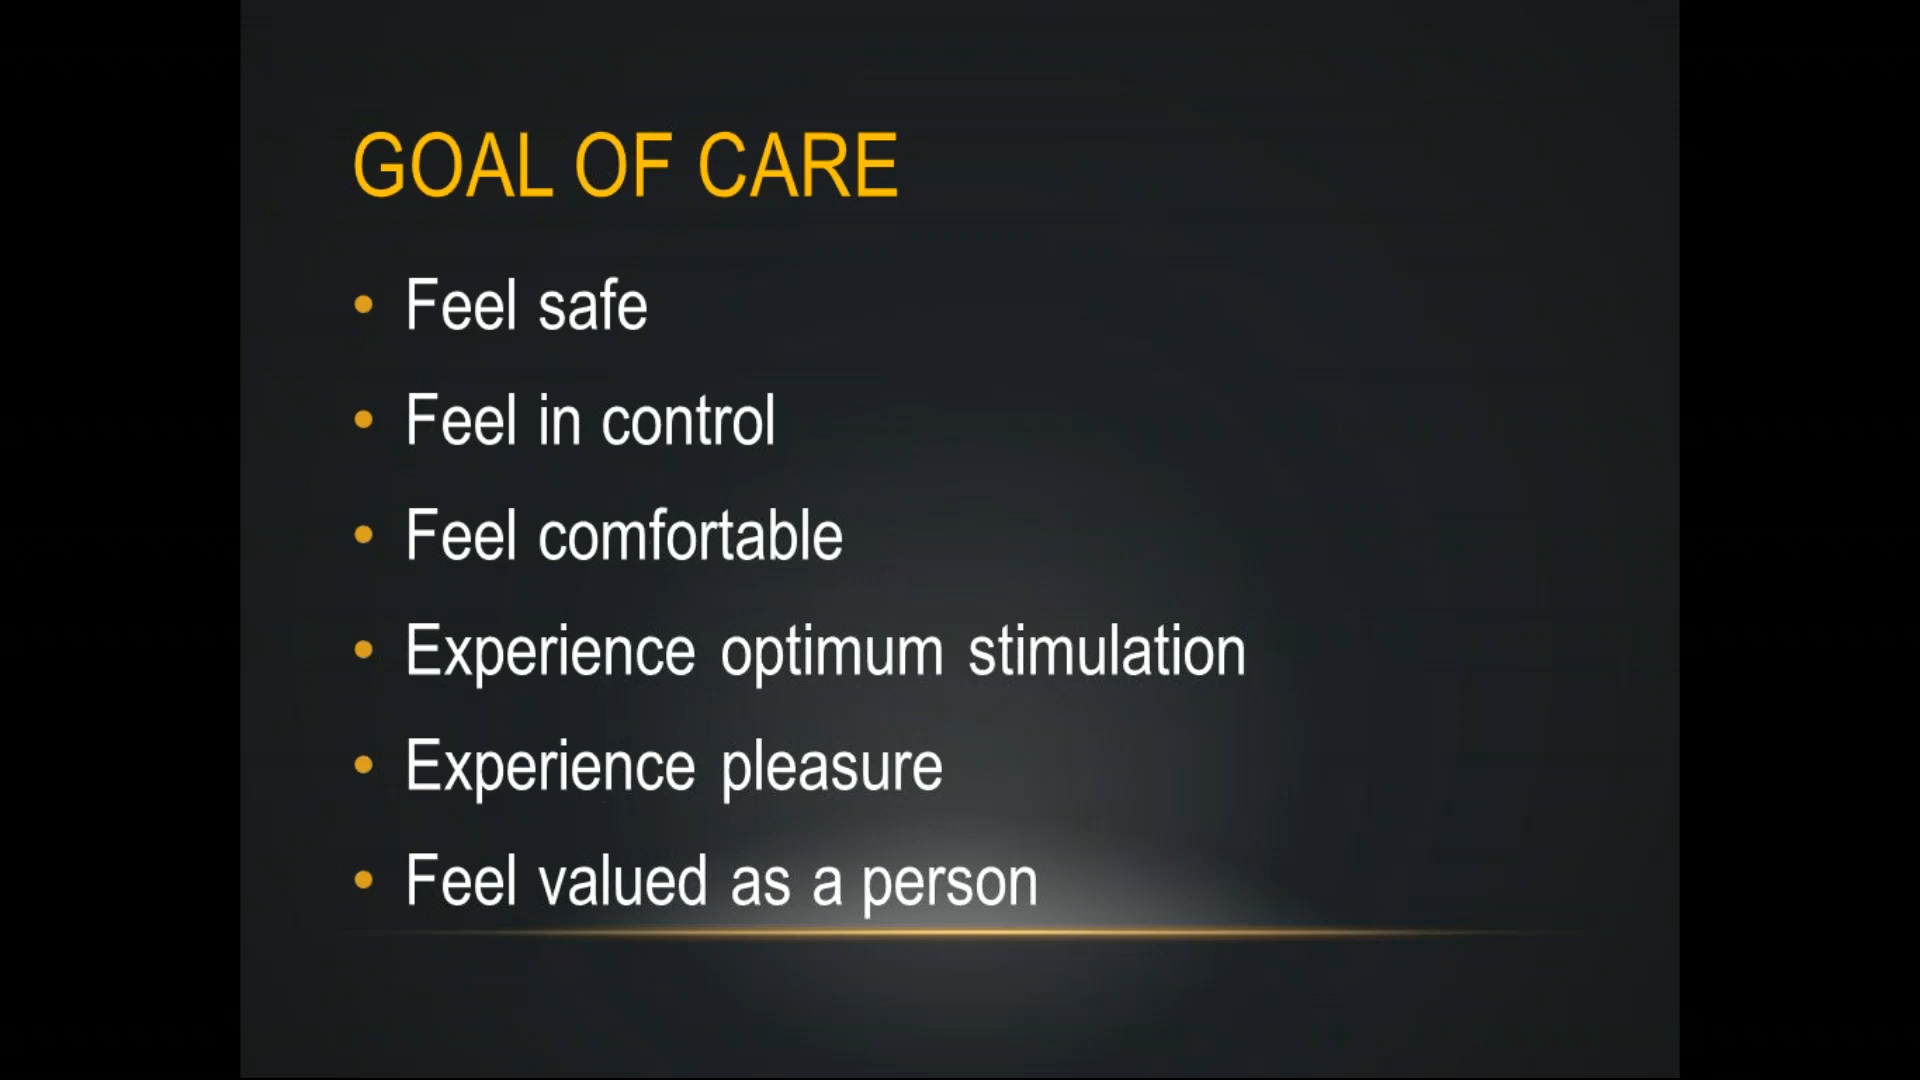 GOAL OF CARE
• Feel safe
• Feel in control
• Feel comfortable
• Experience optimum stimulation
• Experience pleasure
• Feel valued as a person